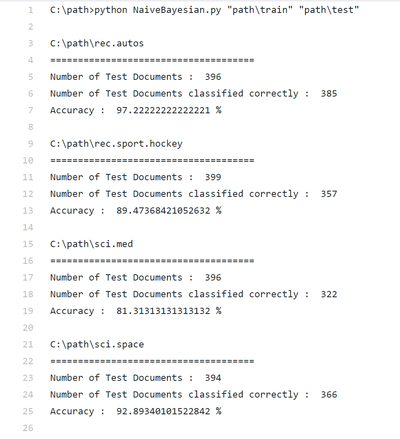 1 C:\path>python NaiveBayesian.py "path\train" "path\test"
2
3 C:\path\rec.autos
4 =====================================
5 Number of Test Documents :  396
6 Number of Test Documents classified correctly :  385
7 Accuracy :  97.22222222222221 %
8
9 C:\path\rec.sport.hockey
10 =====================================
11 Number of Test Documents :  399
12 Number of Test Documents classified correctly :  357
13 Accuracy :  89.47368421052632 %
14
15 C:\path\sci.med
16 =====================================
17 Number of Test Documents :  396
18 Number of Test Documents classified correctly :  322
19 Accuracy :  81.31313131313132 %
20
21 C:\path\sci.space
22 =====================================
23 Number of Test Documents :  394
24 Number of Test Documents classified correctly :  366
25 Accuracy :  92.89340101522842 %
26